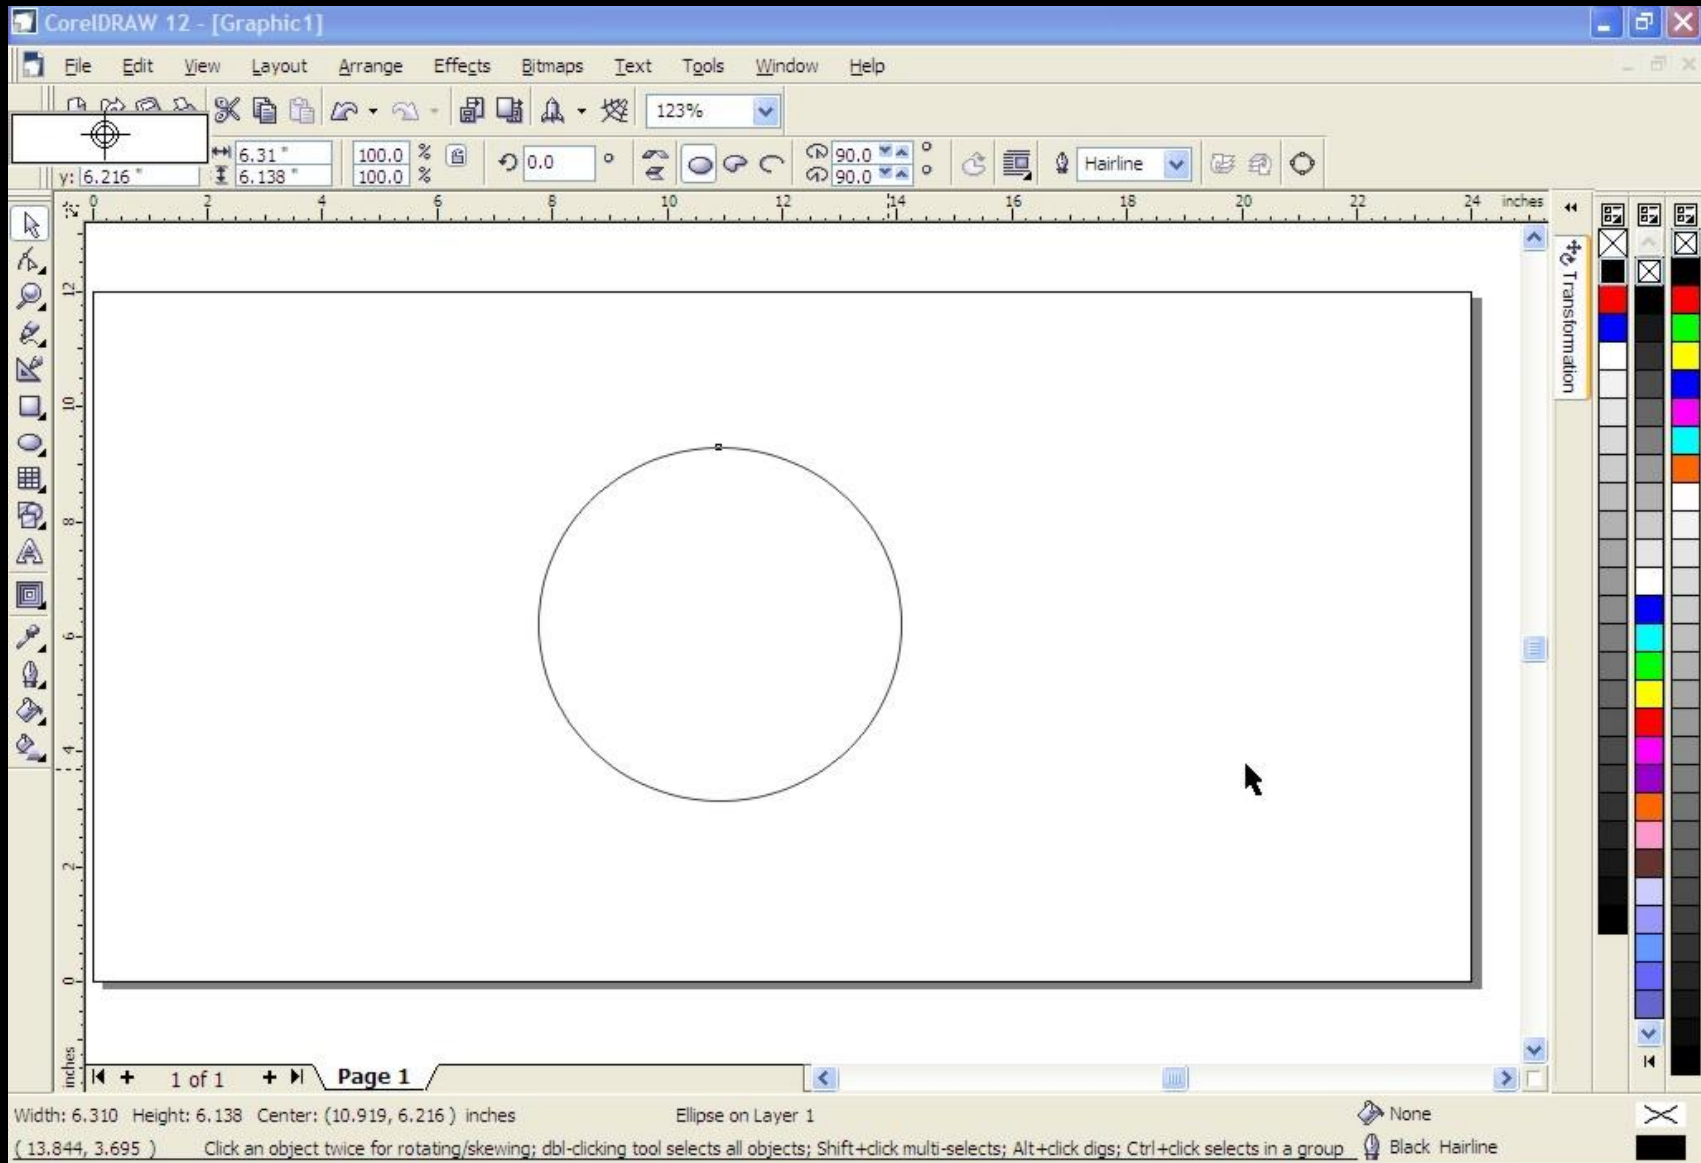 CorelDRAW 12 - [Graphic1]
File Edit View Layout Arrange Effects Bitmaps Text Tools Window Help
123%
6.31 " 100.0 % 0.0 ° 90.0 ° Hairline
y: 6.216 " 6.138 " 100.0 % 90.0 °
0 2 4 6 8 10 12 14 16 18 20 22 24 inches
Transformation
12
10
8
6
4
2
0
inches
1 of 1 Page 1
Width: 6.310 Height: 6.138 Center: (10.919, 6.216 ) inches Ellipse on Layer 1 None
( 13.844, 3.695 ) Click an object twice for rotating/skewing; dbl-clicking tool selects all objects; Shift+click multi-selects; Alt+click digs; Ctrl+click selects in a group Black Hairline